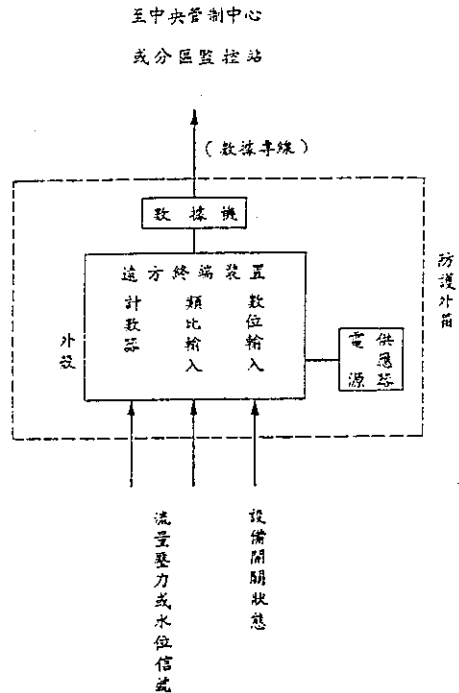 至中央管制中心
或分區監控站
(數據專線)
數據機
遠方終端裝置
計數器
類比輸入
數位輸入
外殼
電源
供應器
防護外箱
流量壓力或水位信號
設備開關狀態